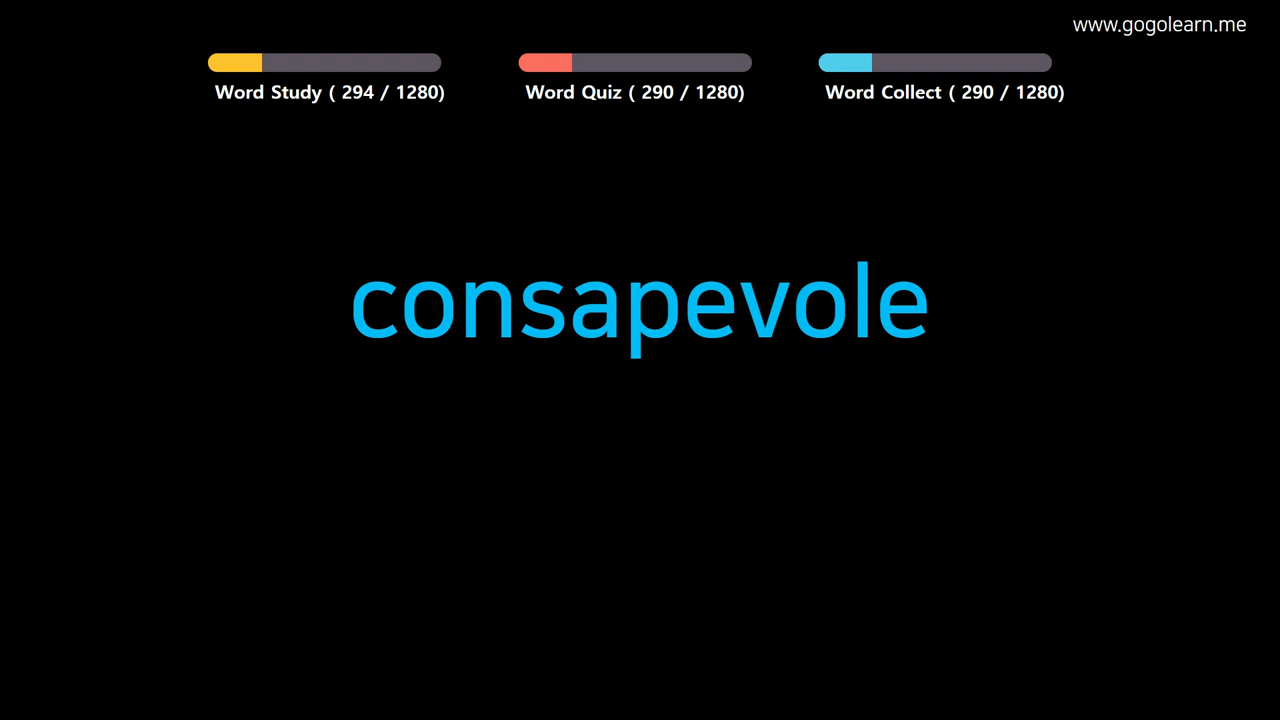 www.gogolearn.me
Word Study ( 294 / 1280)
Word Quiz ( 290 / 1280)
Word Collect ( 290 / 1280)
consapevole